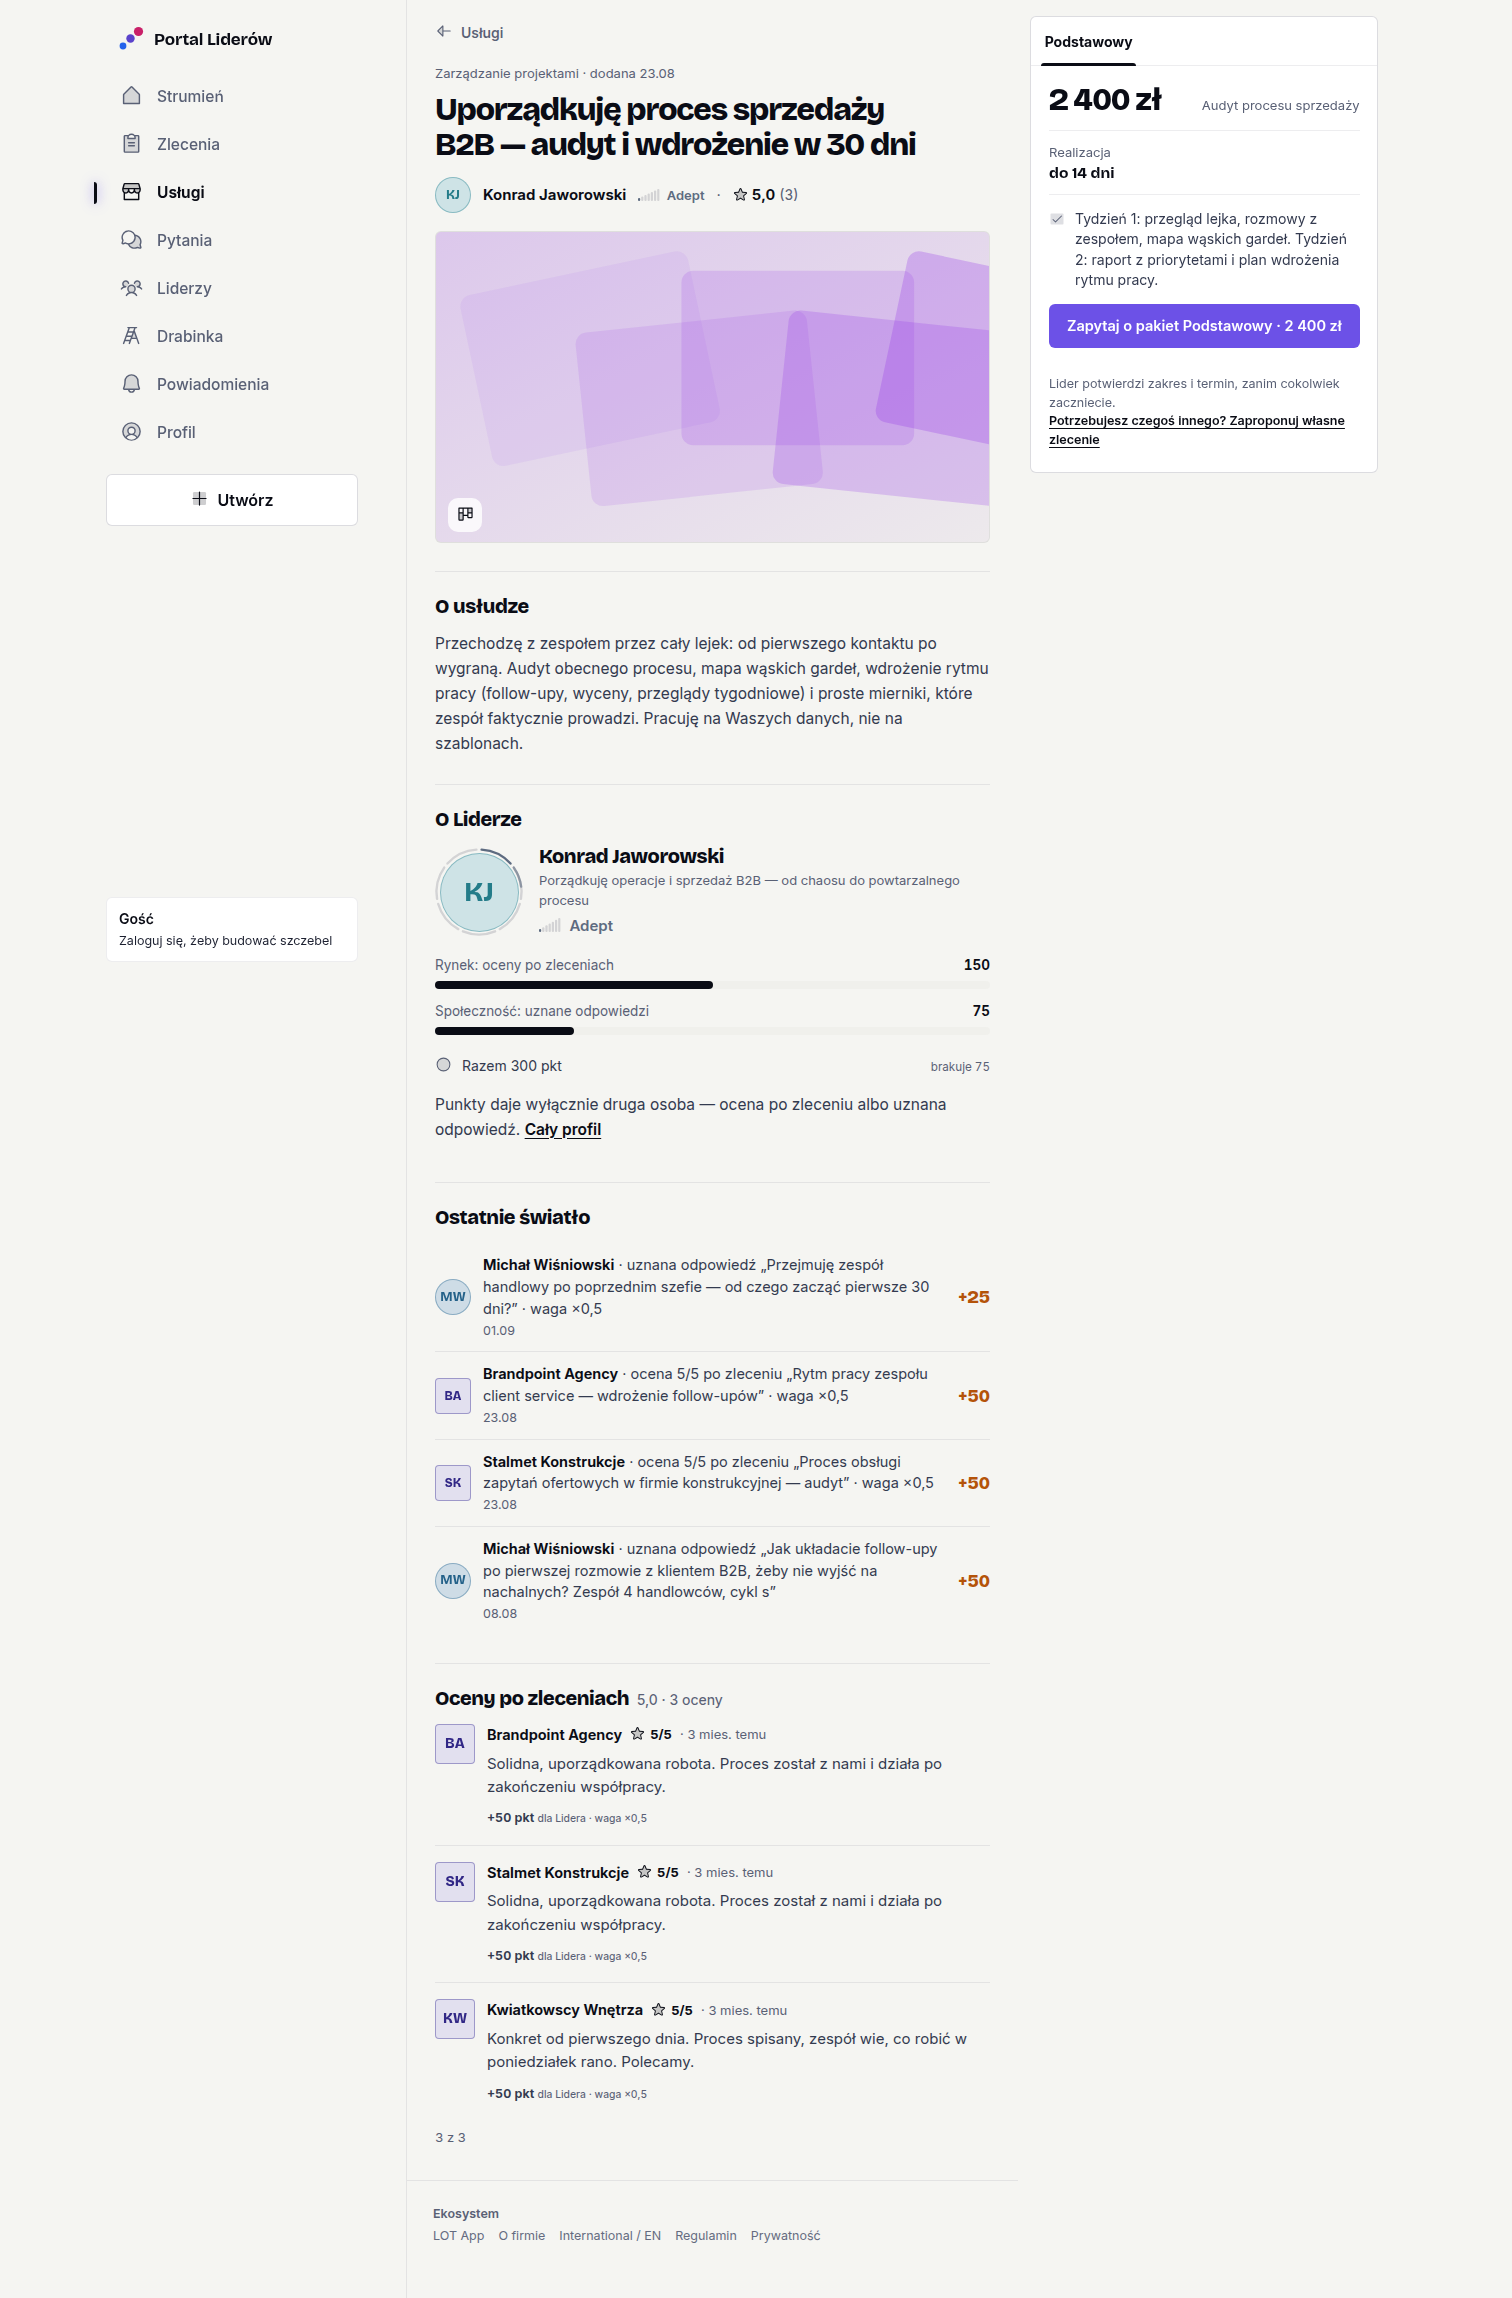 Portal Liderów
Strumień
Zlecenia
Usługi
Pytania
Liderzy
Drabinka
Powiadomienia
Profil
Utwórz
Gość
Zaloguj się, żeby budować szczebel
Usługi
Zarządzanie projektami · dodana 23.08
Uporządkuję proces sprzedaży
B2B — audyt i wdrożenie w 30 dni
KJ Konrad Jaworowski Adept · 5,0 (3)
O usłudze
Przechodzę z zespołem przez cały lejek: od pierwszego kontaktu po
wygraną. Audyt obecnego procesu, mapa wąskich gardeł, wdrożenie rytmu
pracy (follow-upy, wyceny, przeglądy tygodniowe) i proste mierniki, które
zespół faktycznie prowadzi. Pracuję na Waszych danych, nie na
szablonach.
O Liderze
KJ
Konrad Jaworowski
Porządkuję operacje i sprzedaż B2B — od chaosu do powtarzalnego
procesu
Adept
Rynek: oceny po zleceniach 150
Społeczność: uznane odpowiedzi 75
Razem 300 pkt brakuje 75
Punkty daje wyłącznie druga osoba — ocena po zleceniu albo uznana
odpowiedź. Cały profil
Ostatnie światło
MW
Michał Wiśniowski · uznana odpowiedź „Przejmuję zespół
handlowy po poprzednim szefie — od czego zacząć pierwsze 30
dni?” · waga ×0,5
01.09
+25
BA
Brandpoint Agency · ocena 5/5 po zleceniu „Rytm pracy zespołu
client service — wdrożenie follow-upów” · waga ×0,5
23.08
+50
SK
Stalmet Konstrukcje · ocena 5/5 po zleceniu „Proces obsługi
zapytań ofertowych w firmie konstrukcyjnej — audyt” · waga ×0,5
23.08
+50
MW
Michał Wiśniowski · uznana odpowiedź „Jak układacie follow-upy
po pierwszej rozmowie z klientem B2B, żeby nie wyjść na
nachalnych? Zespół 4 handlowców, cykl s”
08.08
+50
Oceny po zleceniach 5,0 · 3 oceny
BA
Brandpoint Agency 5/5 · 3 mies. temu
Solidna, uporządkowana robota. Proces został z nami i działa po
zakończeniu współpracy.
+50 pkt dla Lidera · waga ×0,5
SK
Stalmet Konstrukcje 5/5 · 3 mies. temu
Solidna, uporządkowana robota. Proces został z nami i działa po
zakończeniu współpracy.
+50 pkt dla Lidera · waga ×0,5
KW
Kwiatkowscy Wnętrza 5/5 · 3 mies. temu
Konkret od pierwszego dnia. Proces spisany, zespół wie, co robić w
poniedziałek rano. Polecamy.
+50 pkt dla Lidera · waga ×0,5
3 z 3
Ekosystem
LOT App O firmie International / EN Regulamin Prywatność
Podstawowy
2 400 zł Audyt procesu sprzedaży
Realizacja
do 14 dni
Tydzień 1: przegląd lejka, rozmowy z
zespołem, mapa wąskich gardeł. Tydzień
2: raport z priorytetami i plan wdrożenia
rytmu pracy.
Zapytaj o pakiet Podstawowy · 2 400 zł
Lider potwierdzi zakres i termin, zanim cokolwiek
zaczniecie.
Potrzebujesz czegoś innego? Zaproponuj własne
zlecenie